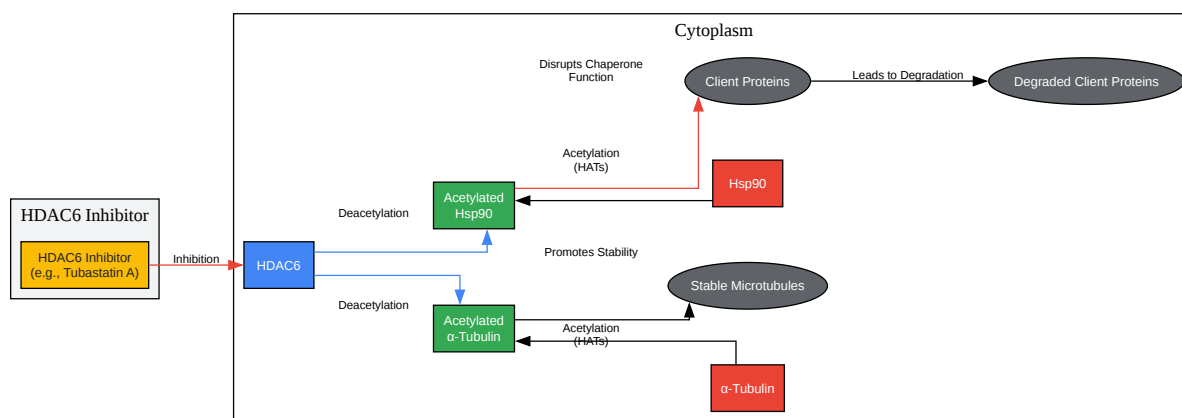 Cytoplasm
Disrupts Chaperone
Function
Client Proteins
Leads to Degradation
Degraded Client Proteins
Acetylation
(HATs)
Hsp90
Acetylated
Hsp90
Deacetylation
HDAC6 Inhibitor
HDAC6 Inhibitor
(e.g., Tubastatin A)
Inhibition
HDAC6
Promotes Stability
Stable Microtubules
Deacetylation
Acetylated
α-Tubulin
Acetylation
(HATs)
α-Tubulin